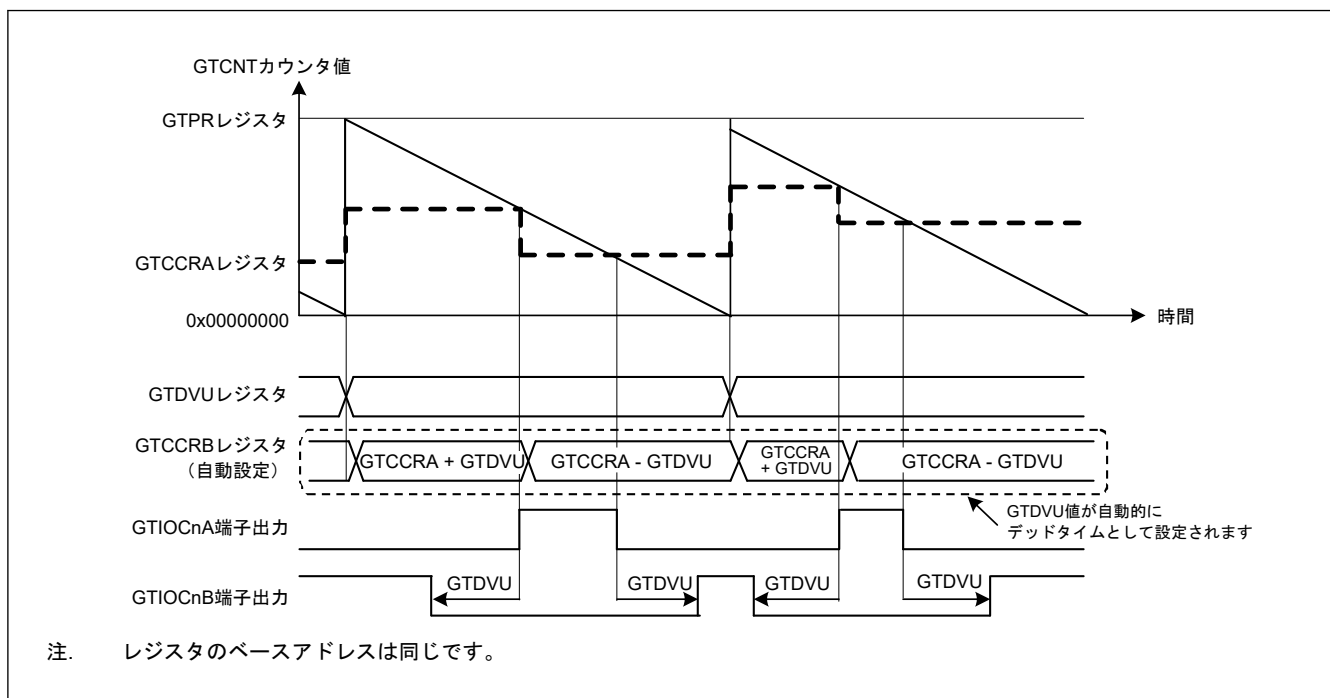 GTCNTカウンタ値
GTPRレジスタ
GTCCRAレジスタ
0x00000000
時間
GTDVUレジスタ
GTCCRBレジスタ
（自動設定）
GTCCRA + GTDVU
GTCCRA - GTDVU
GTCCRA
+ GTDVU
GTCCRA - GTDVU
GTDVU値が自動的に
デッドタイムとして設定されます
GTIOCnA端子出力
GTIOCnB端子出力
GTDVU
GTDVU
GTDVU
GTDVU
注. レジスタのベースアドレスは同じです。